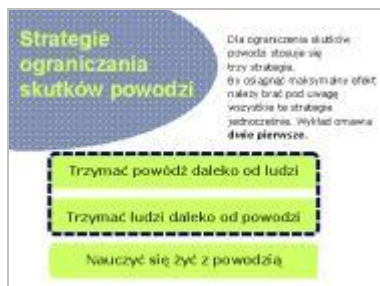 Strategie
ograniczania
skutków powodzi
Dla ograniczenia skutków
powodzi stosuje się
trzy strategie.
By osiągnąć maksymalny efekt
należy brać pod uwagę
wszystkie te strategie
jednocześnie. Wykład omawia
dwie pierwsze.
Trzymać powódź daleko od ludzi
Trzymać ludzi daleko od powodzi
Nauczyć się żyć z powodzią